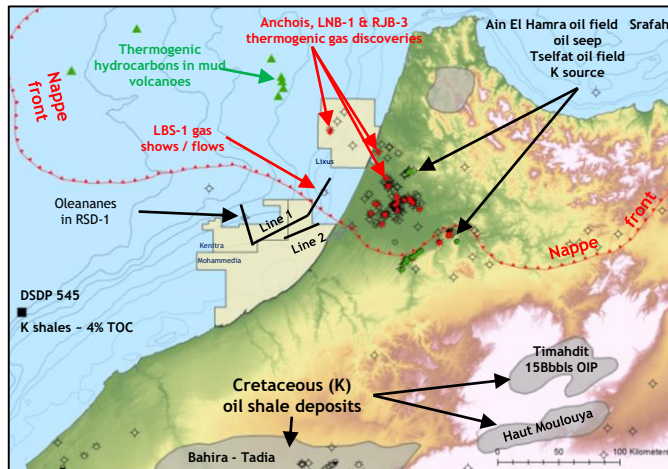 Anchois, LNB-1 & RJB-3
thermogenic gas discoveries
Ain El Hamra oil field
oil seep
Tselfat oil field
K source
Srafah
Thermogenic
hydrocarbons in mud
volcanoes
Nappe
front
LBS-1 gas
shows / flows
Lixus
Oleananes
in RSD-1
Line 1
Line 2
Kenitra
Mohammedia
Nappe front
DSDP 545
K shales ~ 4% TOC
Timahdit
15Bbbls OIP
Cretaceous (K)
oil shale deposits
Haut Moulouya
Bahira - Tadia
0
100 Kilometers